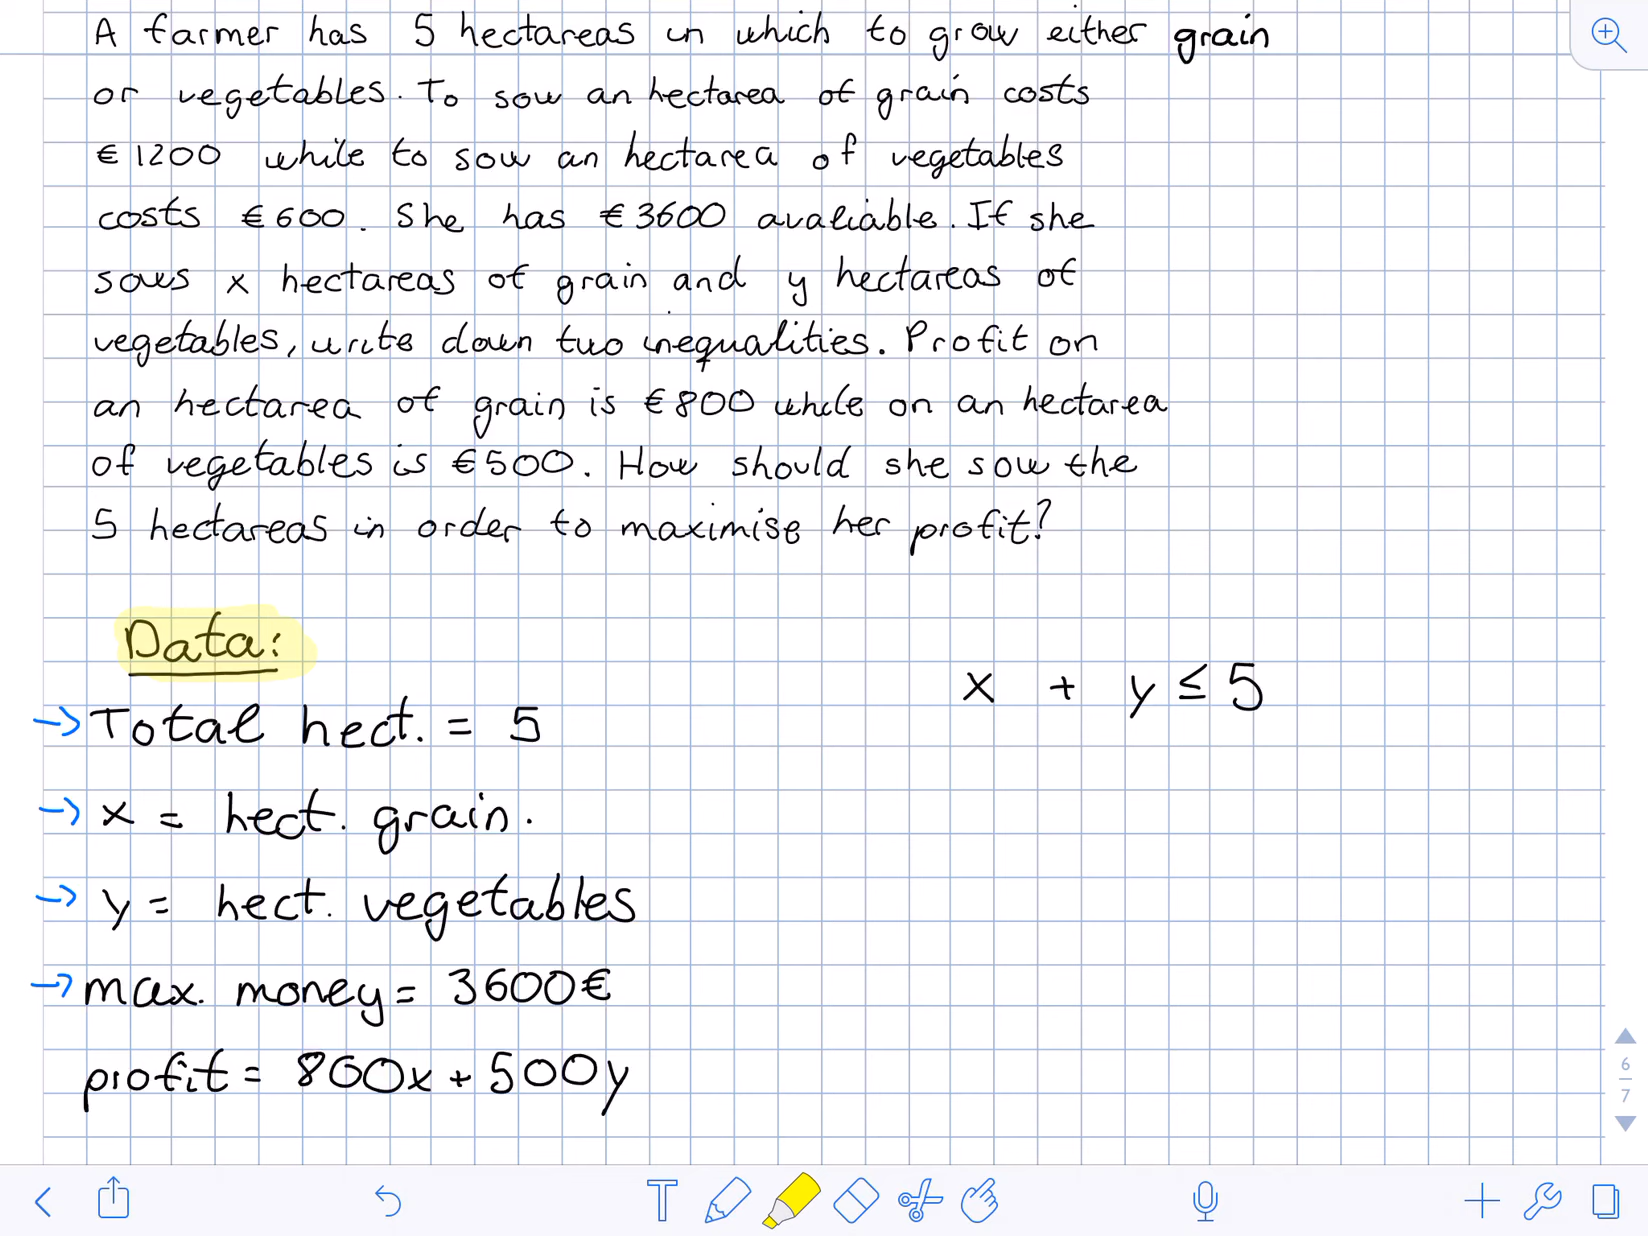 A farmer has 5 hectareas in which to grow either grain
or vegetables. To sow an hectarea of grain costs
€1200 while to sow an hectarea of vegetables
costs €600. She has €3600 avaliable. If she
sows x hectareas of grain and y hectareas of
vegetables, write down two inequalities. Profit on
an hectarea of grain is €800 while on an hectarea
of vegetables is €500. How should she sow the
5 hectareas in order to maximise her profit?
Data:
→ Total hect. = 5
→ x = hect. grain.
→ y = hect. vegetables
→ max. money = 3600€
profit = 800x + 500y
x + y ≤ 5
6
7
T